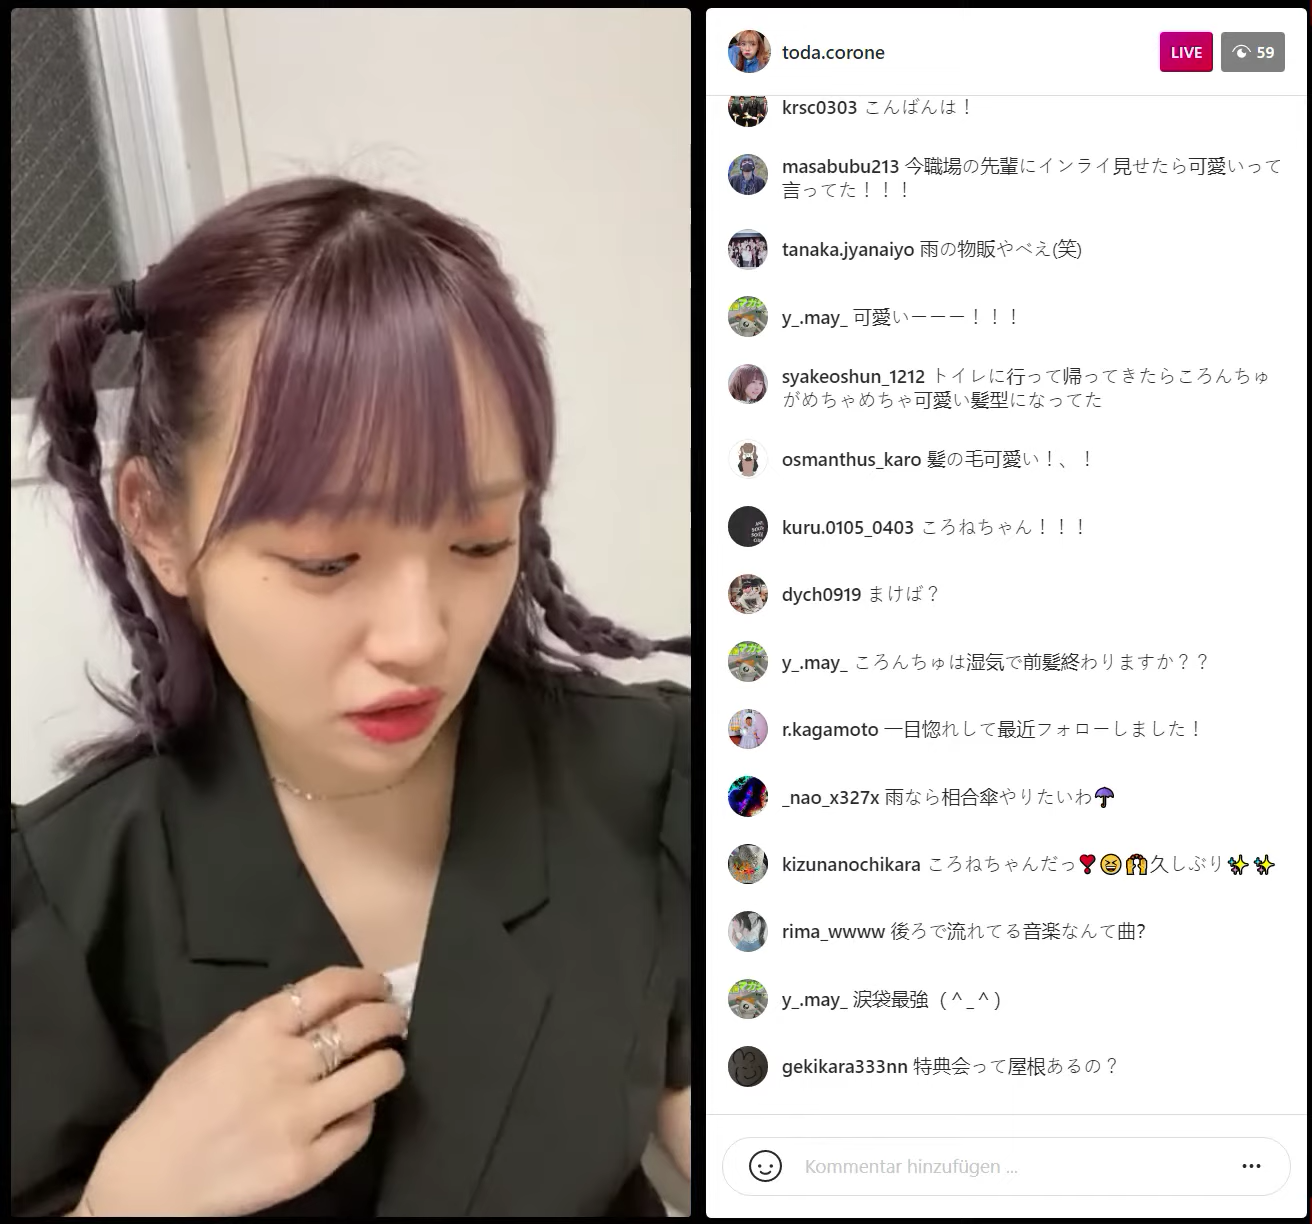 toda.corone
LIVE
59
krsc0303 こんばんは！
masabubu213 今職場の先輩にインライ見せたら可愛いって
言ってた！！！
tanaka.jyanaiyo 雨の物販やべえ(笑)
y_.may_ 可愛いーーー！！！
syakeoshun_1212 トイレに行って帰ってきたらころんちゅ
がめちゃめちゃ可愛い髪型になってた
osmanthus_karo 髪の毛可愛い！、！
kuru.0105_0403 ころねちゃん！！！
dych0919 まけば？
y_.may_ ころんちゅは湿気で前髪終わりますか？？
r.kagamoto 一目惚れして最近フォローしました！
_nao_x327x 雨なら相合傘やりたいわ☂
kizunanochikara ころねちゃんだっ❣😆🙌久しぶり✨✨
rima_wwww 後ろで流れてる音楽なんて曲?
y_.may_ 涙袋最強（^_^）
gekikara333nn 特典会って屋根あるの？
Kommentar hinzufügen ...